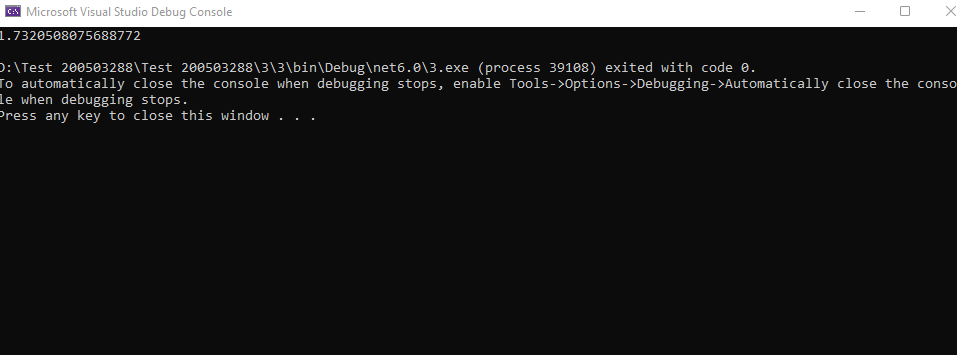 Microsoft Visual Studio Debug Console
1.7320508075688772
D:\Test 200503288\Test 200503288\3\3\bin\Debug\net6.0\3.exe (process 39108) exited with code 0.
To automatically close the console when debugging stops, enable Tools->Options->Debugging->Automatically close the conso
le when debugging stops.
Press any key to close this window . . .